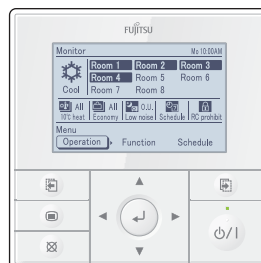 FUJITSU
Monitor Mo 10:00AM
Room 1 Room 2 Room 3
Room 4 Room 5 Room 6
Cool Room 7 Room 8
All All O.U.
10℃ heat Economy Low noise Schedule RC prohibit
Menu
Operation Function Schedule